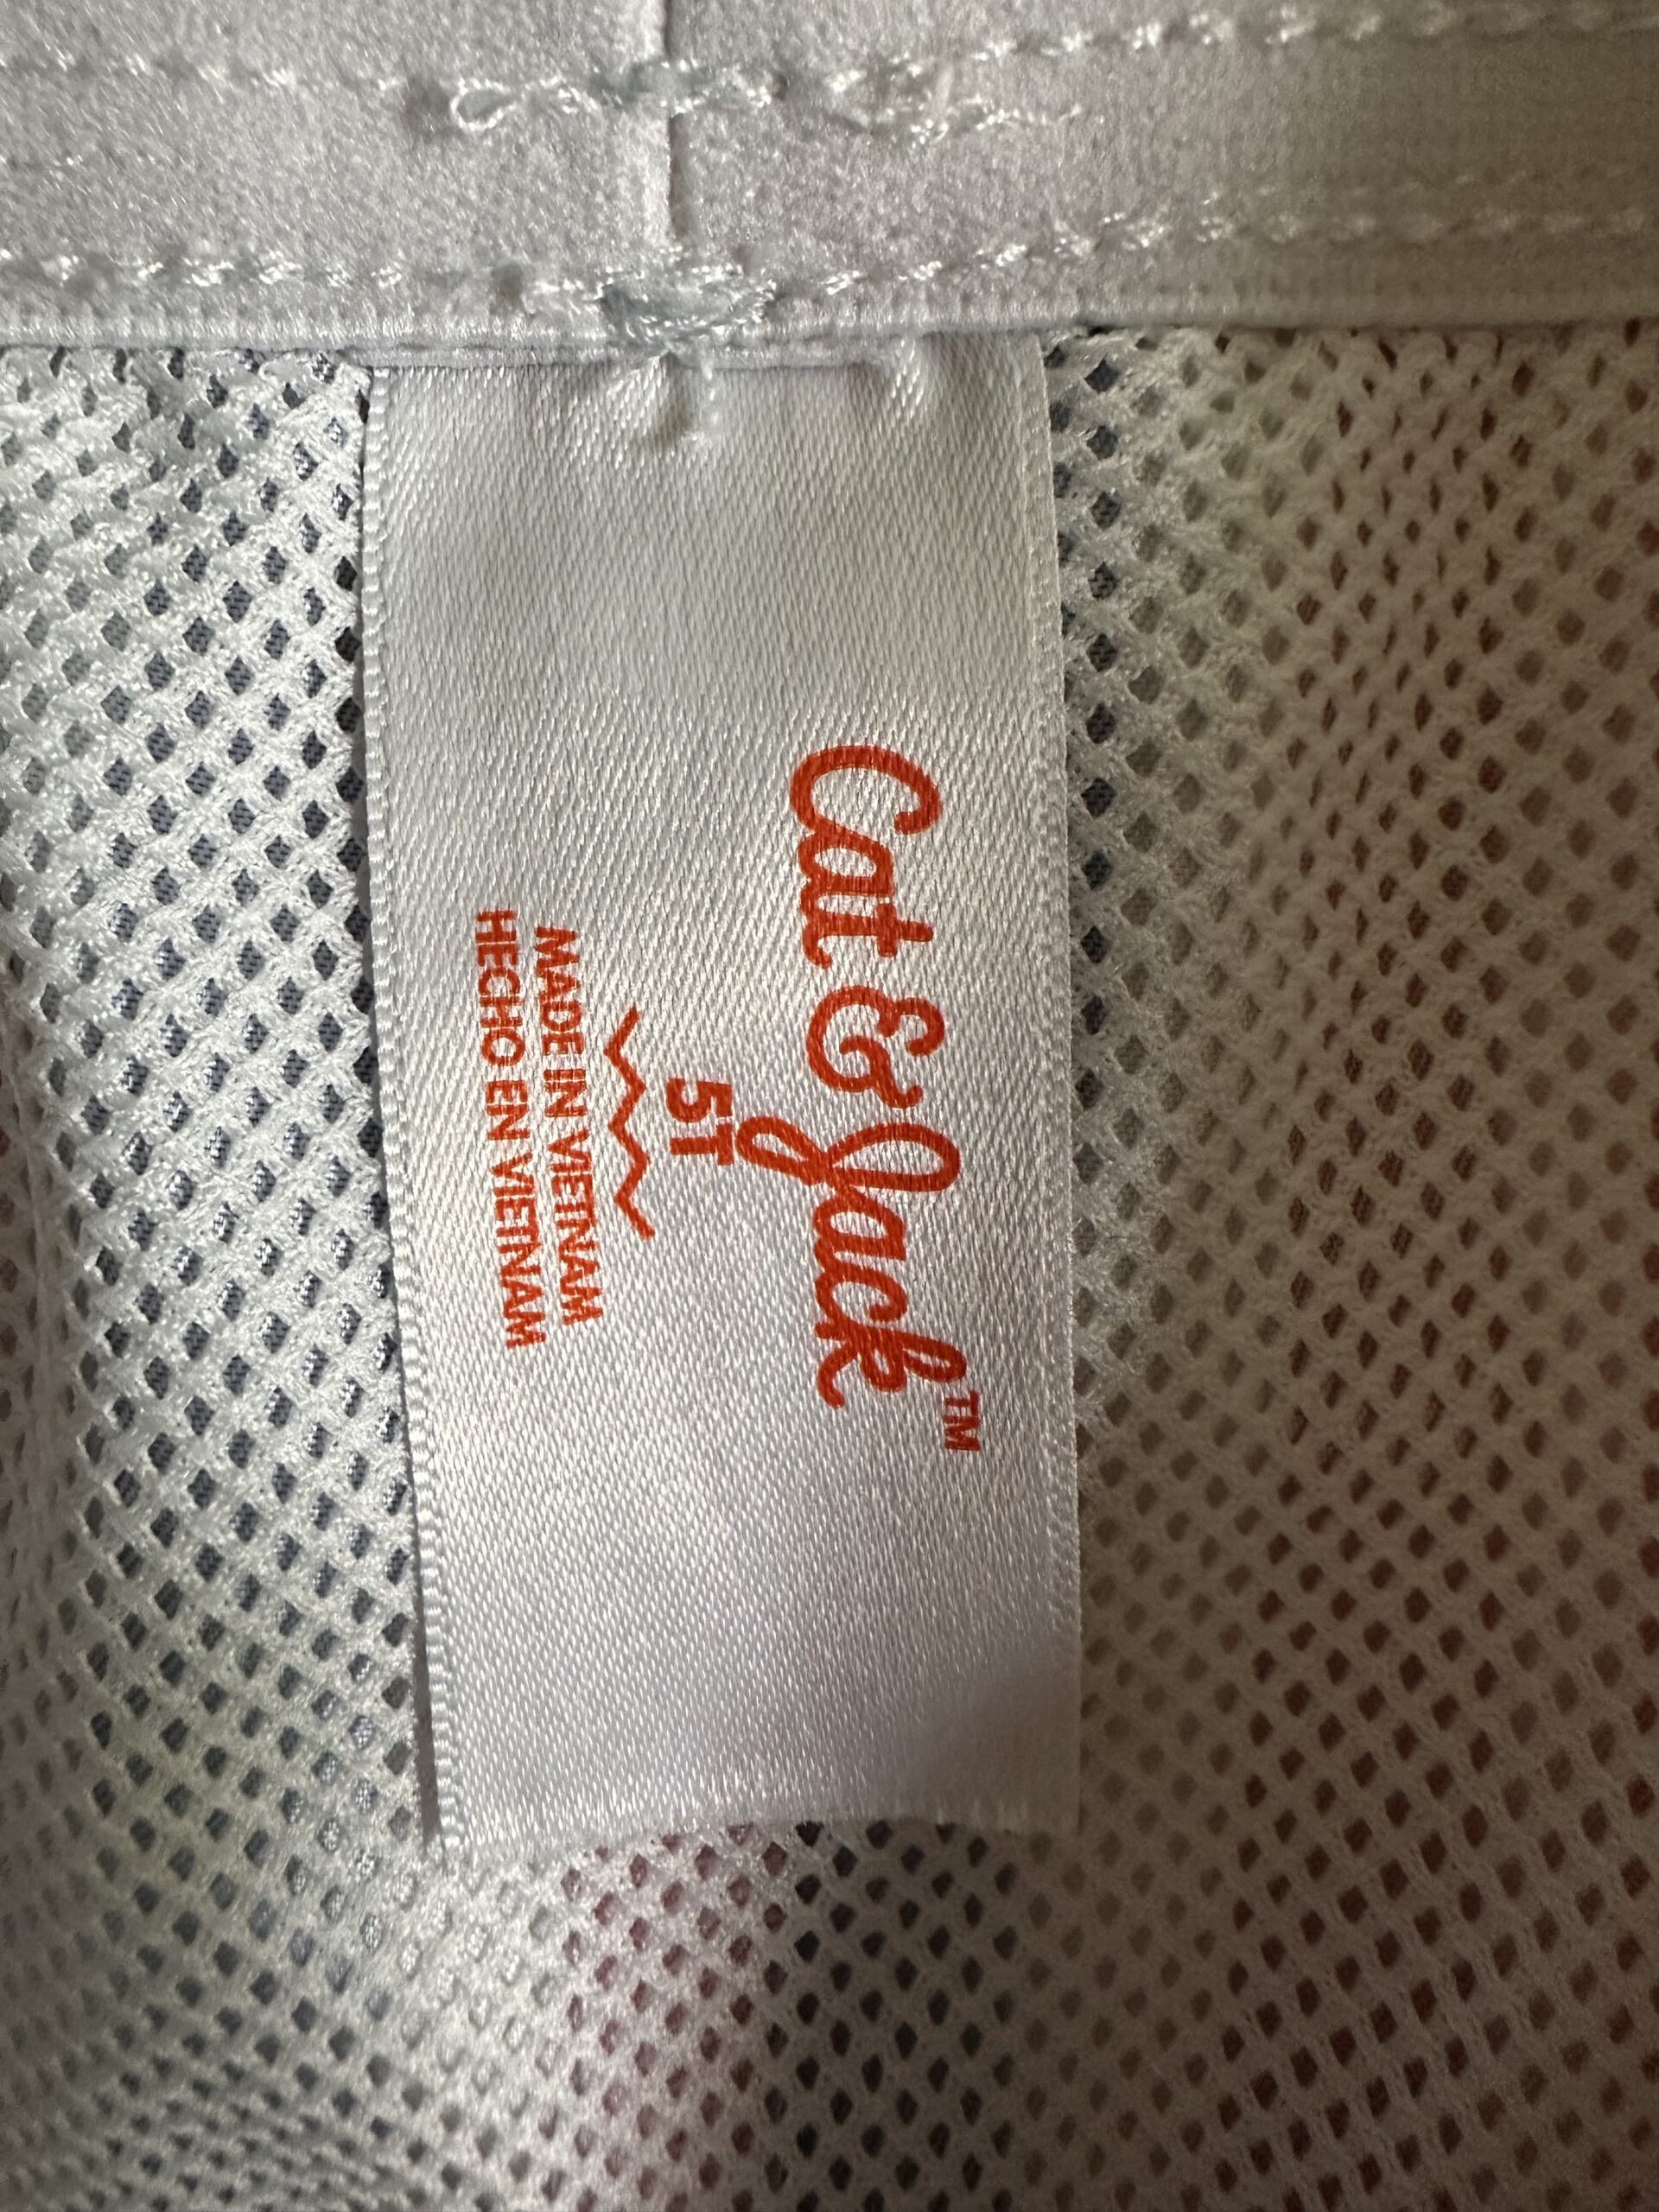 Cat & Jack™
5T
MADE IN VIETNAM
HECHO EN VIETNAM